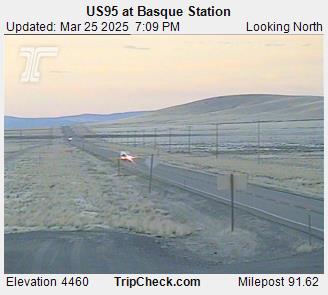 US95 at Basque Station
Updated: Mar 25 2025 7:09 PM Looking North
Elevation 4460 TripCheck.com Milepost 91.62